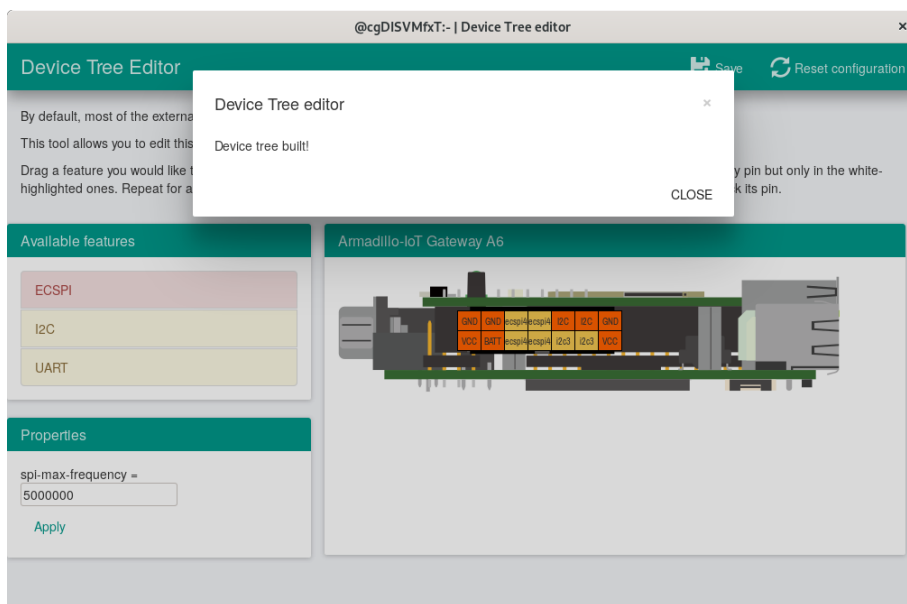 @cgDISVMfxT:- | Device Tree editor ×
Device Tree Editor Save Reset configuration
Device Tree editor ×
By default, most of the externa
This tool allows you to edit this
Device tree built!
Drag a feature you would like t y pin but only in the white-
highlighted ones. Repeat for a k its pin.
CLOSE
Available features
Armadillo-IoT Gateway A6
ECSPI
I2C
UART
GND GND ecspi4 ecspi4 I2C I2C GND
VCC BATT ecspi4 ecspi4 i2c3 i2c3 VCC
Properties
spi-max-frequency =
5000000
Apply